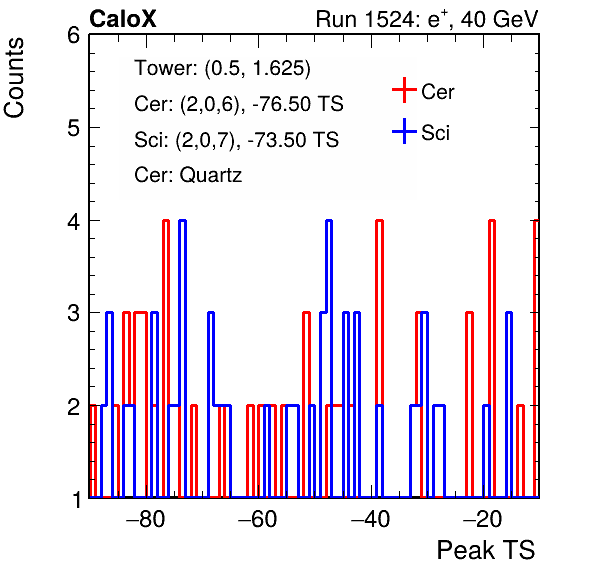 CaloX Run 1524: e⁺, 40 GeV
Counts
6
Tower: (0.5, 1.625)
Cer: (2,0,6), -76.50 TS
Sci: (2,0,7), -73.50 TS
Cer: Quartz
Cer
Sci
5
4
3
2
1
−80 −60 −40 −20
Peak TS